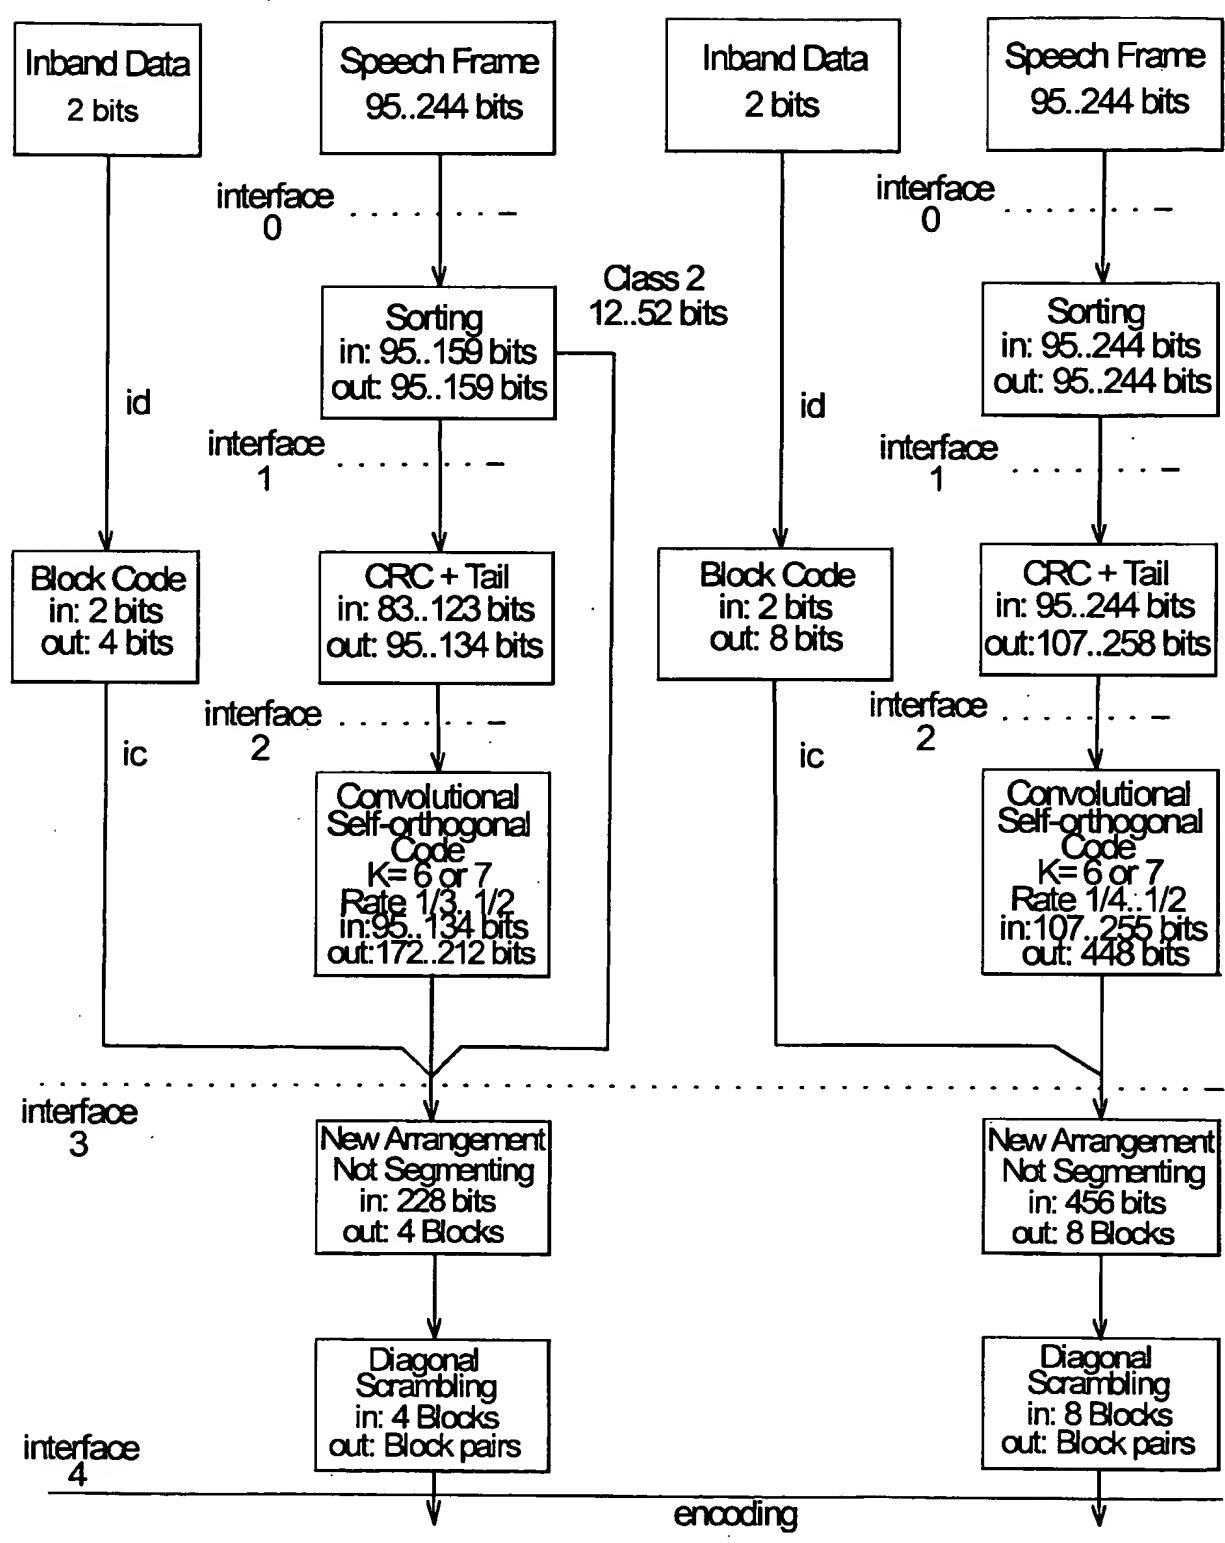 Inband Data
2 bits
Speech Frame
95..244 bits
Inband Data
2 bits
Speech Frame
95..244 bits
interface
0
interface
0
Class 2
12..52 bits
Sorting
in: 95..159 bits
out: 95..159 bits
Sorting
in: 95..244 bits
out: 95..244 bits
id
id
interface
1
interface
1
Block Code
in: 2 bits
out: 4 bits
CRC + Tail
in: 83..123 bits
out: 95..134 bits
Block Code
in: 2 bits
out: 8 bits
CRC + Tail
in: 95..244 bits
out:107..258 bits
interface
2
interface
2
ic
ic
Convolutional
Self-orthogonal
Code
K= 6 or 7
Rate 1/3..1/2
in:95..134 bits
out:172..212 bits
Convolutional
Self-orthogonal
Code
K= 6 or 7
Rate 1/4..1/2
in:107..255 bits
out: 448 bits
interface
3
New Arrangement
Not Segmenting
in: 228 bits
out: 4 Blocks
New Arrangement
Not Segmenting
in: 456 bits
out: 8 Blocks
Diagonal
Scrambling
in: 4 Blocks
out: Block pairs
Diagonal
Scrambling
in: 8 Blocks
out: Block pairs
interface
4
encoding